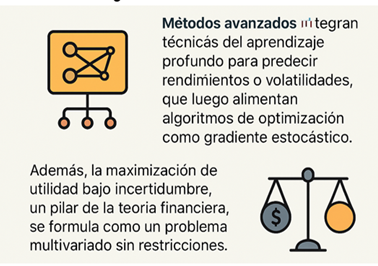 Métodos avanzados integran
técnicás del aprendizaje
profundo para predecir
rendimientos o volatilidades,
que luego alimentan
algoritmos de optimización
como gradiente estocástico.
Además, la maximización de
utilidad bajo incertidumbre,
un pilar de la teoria financiera,
se formula como un problema
multivariado sin restricciones.
$